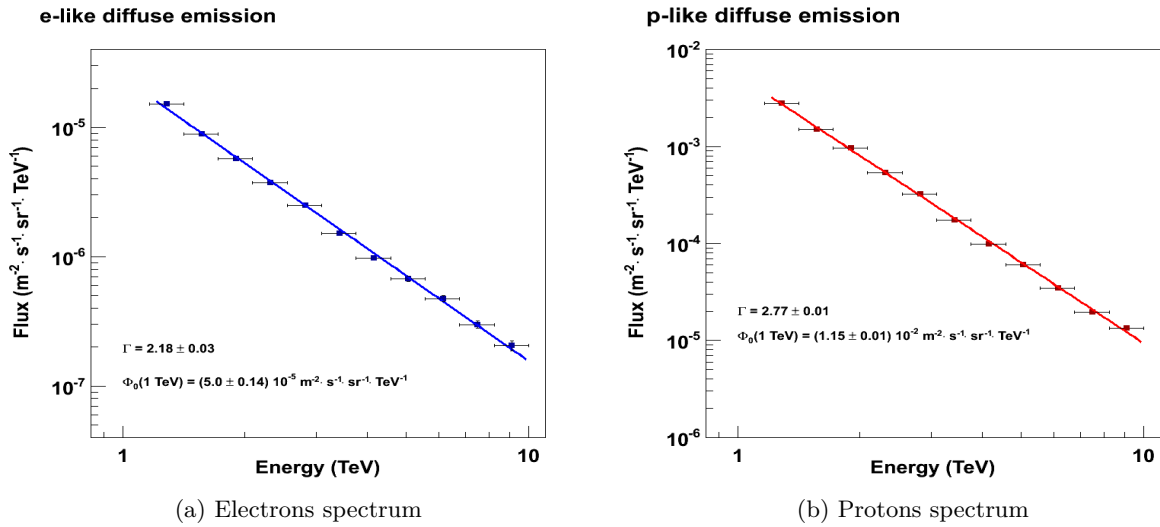 e-like diffuse emission
Flux (m⁻²· s⁻¹· sr⁻¹· TeV⁻¹)
10⁻⁵
10⁻⁶
10⁻⁷
Γ = 2.18 ± 0.03
Φ₀(1 TeV) = (5.0 ± 0.14) 10⁻⁵ m⁻²· s⁻¹· sr⁻¹· TeV⁻¹
1
10
Energy (TeV)
(a) Electrons spectrum
p-like diffuse emission
Flux (m⁻²· s⁻¹· sr⁻¹· TeV⁻¹)
10⁻²
10⁻³
10⁻⁴
10⁻⁵
10⁻⁶
Γ = 2.77 ± 0.01
Φ₀(1 TeV) = (1.15 ± 0.01) 10⁻² m⁻²· s⁻¹· sr⁻¹· TeV⁻¹
1
10
Energy (TeV)
(b) Protons spectrum